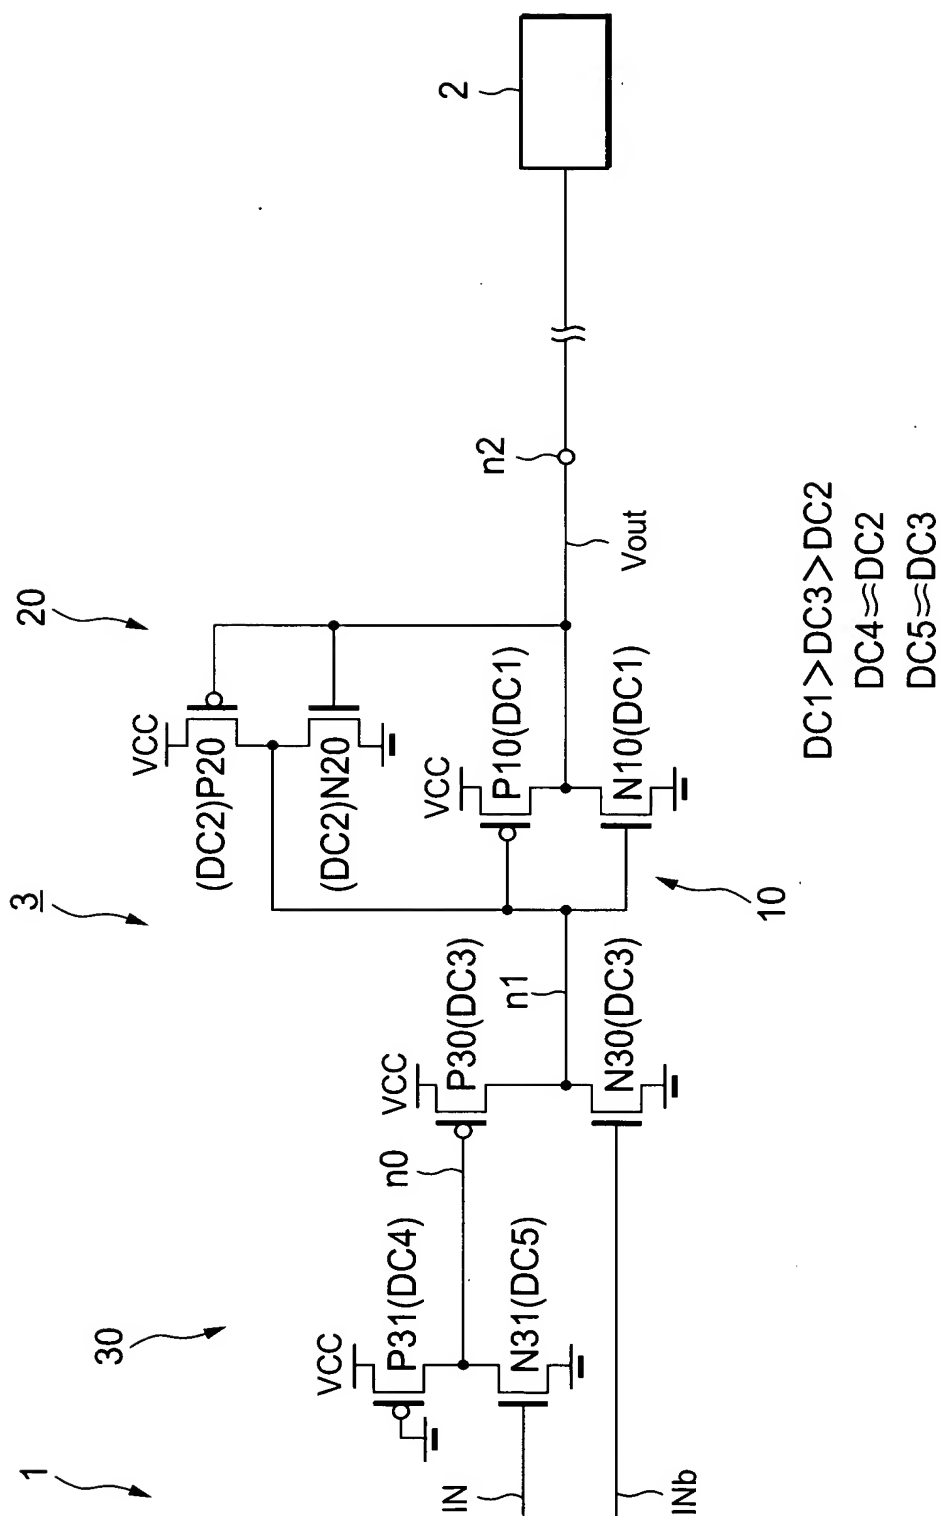 1
3
20
30
VCC
(DC2)P20
(DC2)N20
2
VCC
P31(DC4)
n0
VCC
P30(DC3)
VCC
P10(DC1)
n2
IN
N31(DC5)
n1
N10(DC1)
Vout
INb
N30(DC3)
10
DC1>DC3>DC2
DC4≈DC2
DC5≈DC3